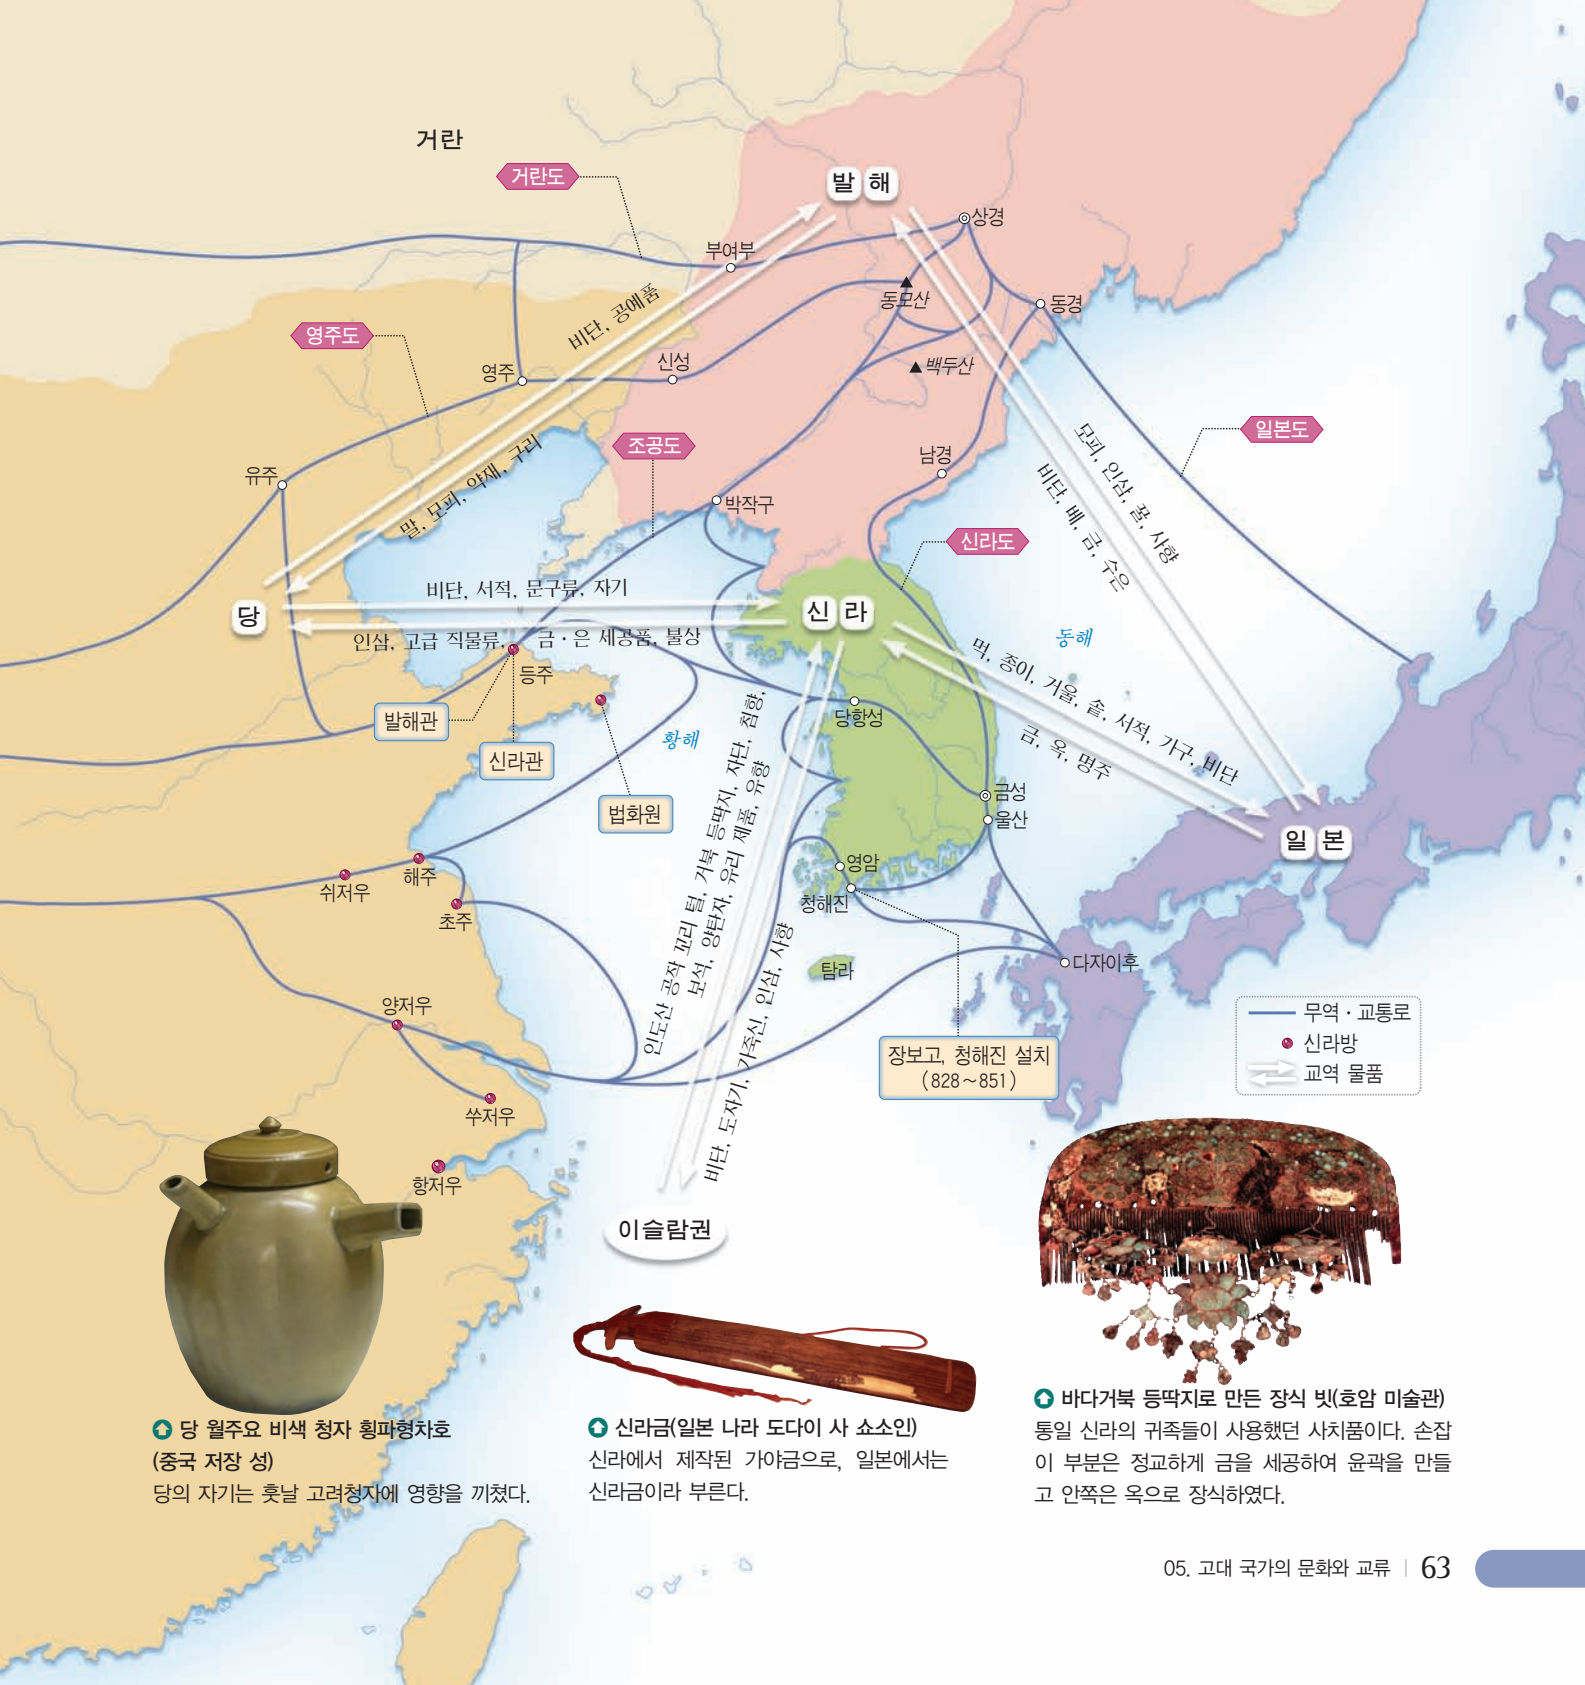 거란
거란도
발해
상경
부여부
동모산
동경
비단, 공예품
영주도
영주
신성
백두산
일본도
조공도
남경
유주
말, 모피, 약재, 구리
박작구
모피, 인삼, 꿀, 사향
비단, 베, 금, 수은
신라도
비단, 서적, 문구류, 자기
당
신라
인삼, 고급 직물류, 금·은 세공품, 불상
동해
등주
먹, 종이, 거울, 솥, 서적, 가구, 비단
금, 옥, 명주
발해관
신라관
황해
당항성
법화원
금성
울산
일본
인도산 공작 꼬리 털, 거북 등딱지, 자단, 침향,
보석, 양탄자, 유리 제품, 유향
비단, 도자기, 가죽신, 인삼, 사향
해주
쉬저우
초주
영암
청해진
탐라
다자이후
양저우
장보고, 청해진 설치
(828~851)
무역·교통로
신라방
교역 물품
쑤저우
항저우
이슬람권
당 월주요 비색 청자 횡파형차호
(중국 저장 성)
당의 자기는 훗날 고려청자에 영향을 끼쳤다.
신라금(일본 나라 도다이 사 쇼소인)
신라에서 제작된 가야금으로, 일본에서는
신라금이라 부른다.
바다거북 등딱지로 만든 장식 빗(호암 미술관)
통일 신라의 귀족들이 사용했던 사치품이다. 손잡
이 부분은 정교하게 금을 세공하여 윤곽을 만들
고 안쪽은 옥으로 장식하였다.
05. 고대 국가의 문화와 교류 | 63